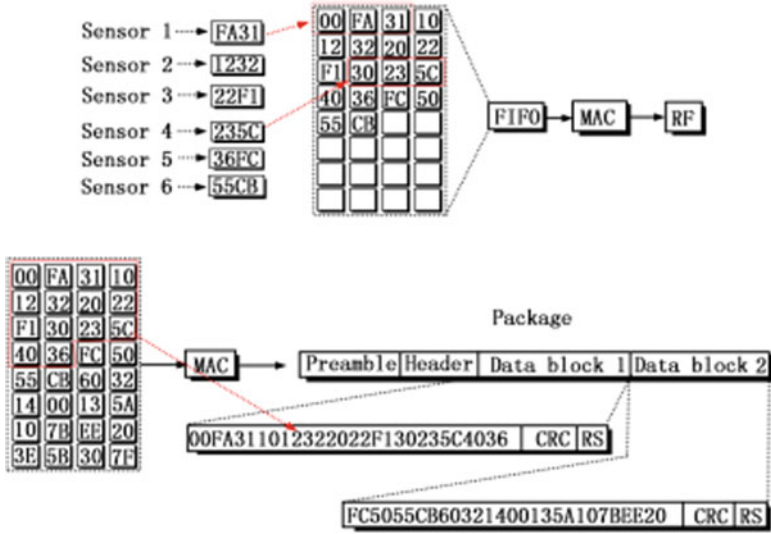 Sensor 1 FA31
Sensor 2 1232
Sensor 3 22F1
Sensor 4 235C
Sensor 5 36FC
Sensor 6 55CB
00 FA 31 10
12 32 20 22
F1 30 23 5C
40 36 FC 50
55 CB
FIFO MAC RF
00 FA 31 10
12 32 20 22
F1 30 23 5C
40 36 FC 50
55 CB 60 32
14 00 13 5A
10 7B EE 20
3E 5B 30 7F
MAC
Package
Preamble Header Data block 1 Data block 2
00FA311012322022F130235C4036 CRC RS
FC5055CB60321400135A107BEE20 CRC RS